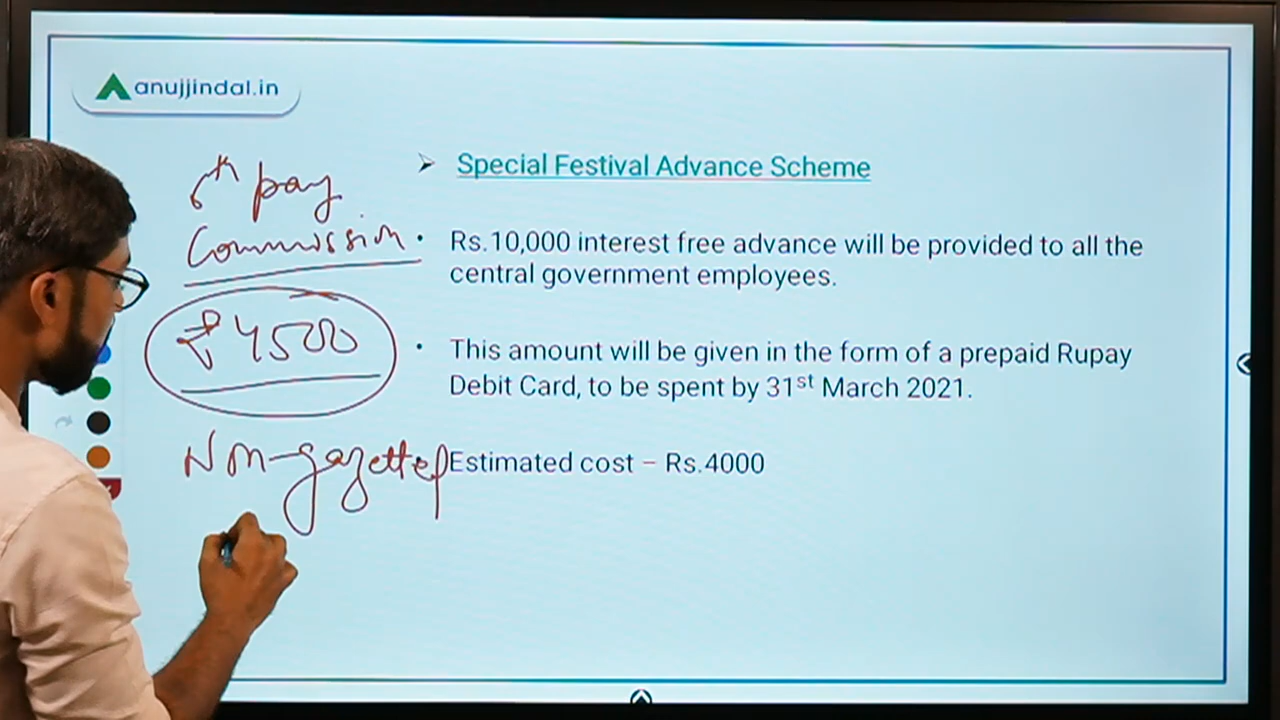 anujjindal.in
➢ Special Festival Advance Scheme
6th pay
Commission
• Rs.10,000 interest free advance will be provided to all the
central government employees.
₹4500
• This amount will be given in the form of a prepaid Rupay
Debit Card, to be spent by 31st March 2021.
Non-gazetted
Estimated cost – Rs.4000